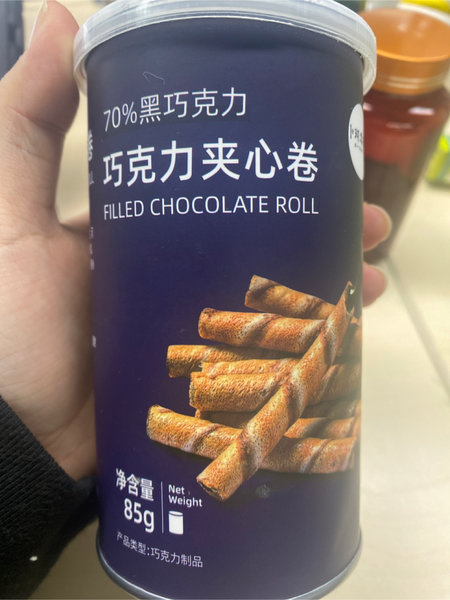 70%黑巧克力
巧克力夹心卷
FILLED CHOCOLATE ROLL
净含量
85g
Net
Weight
产品类型:巧克力制品